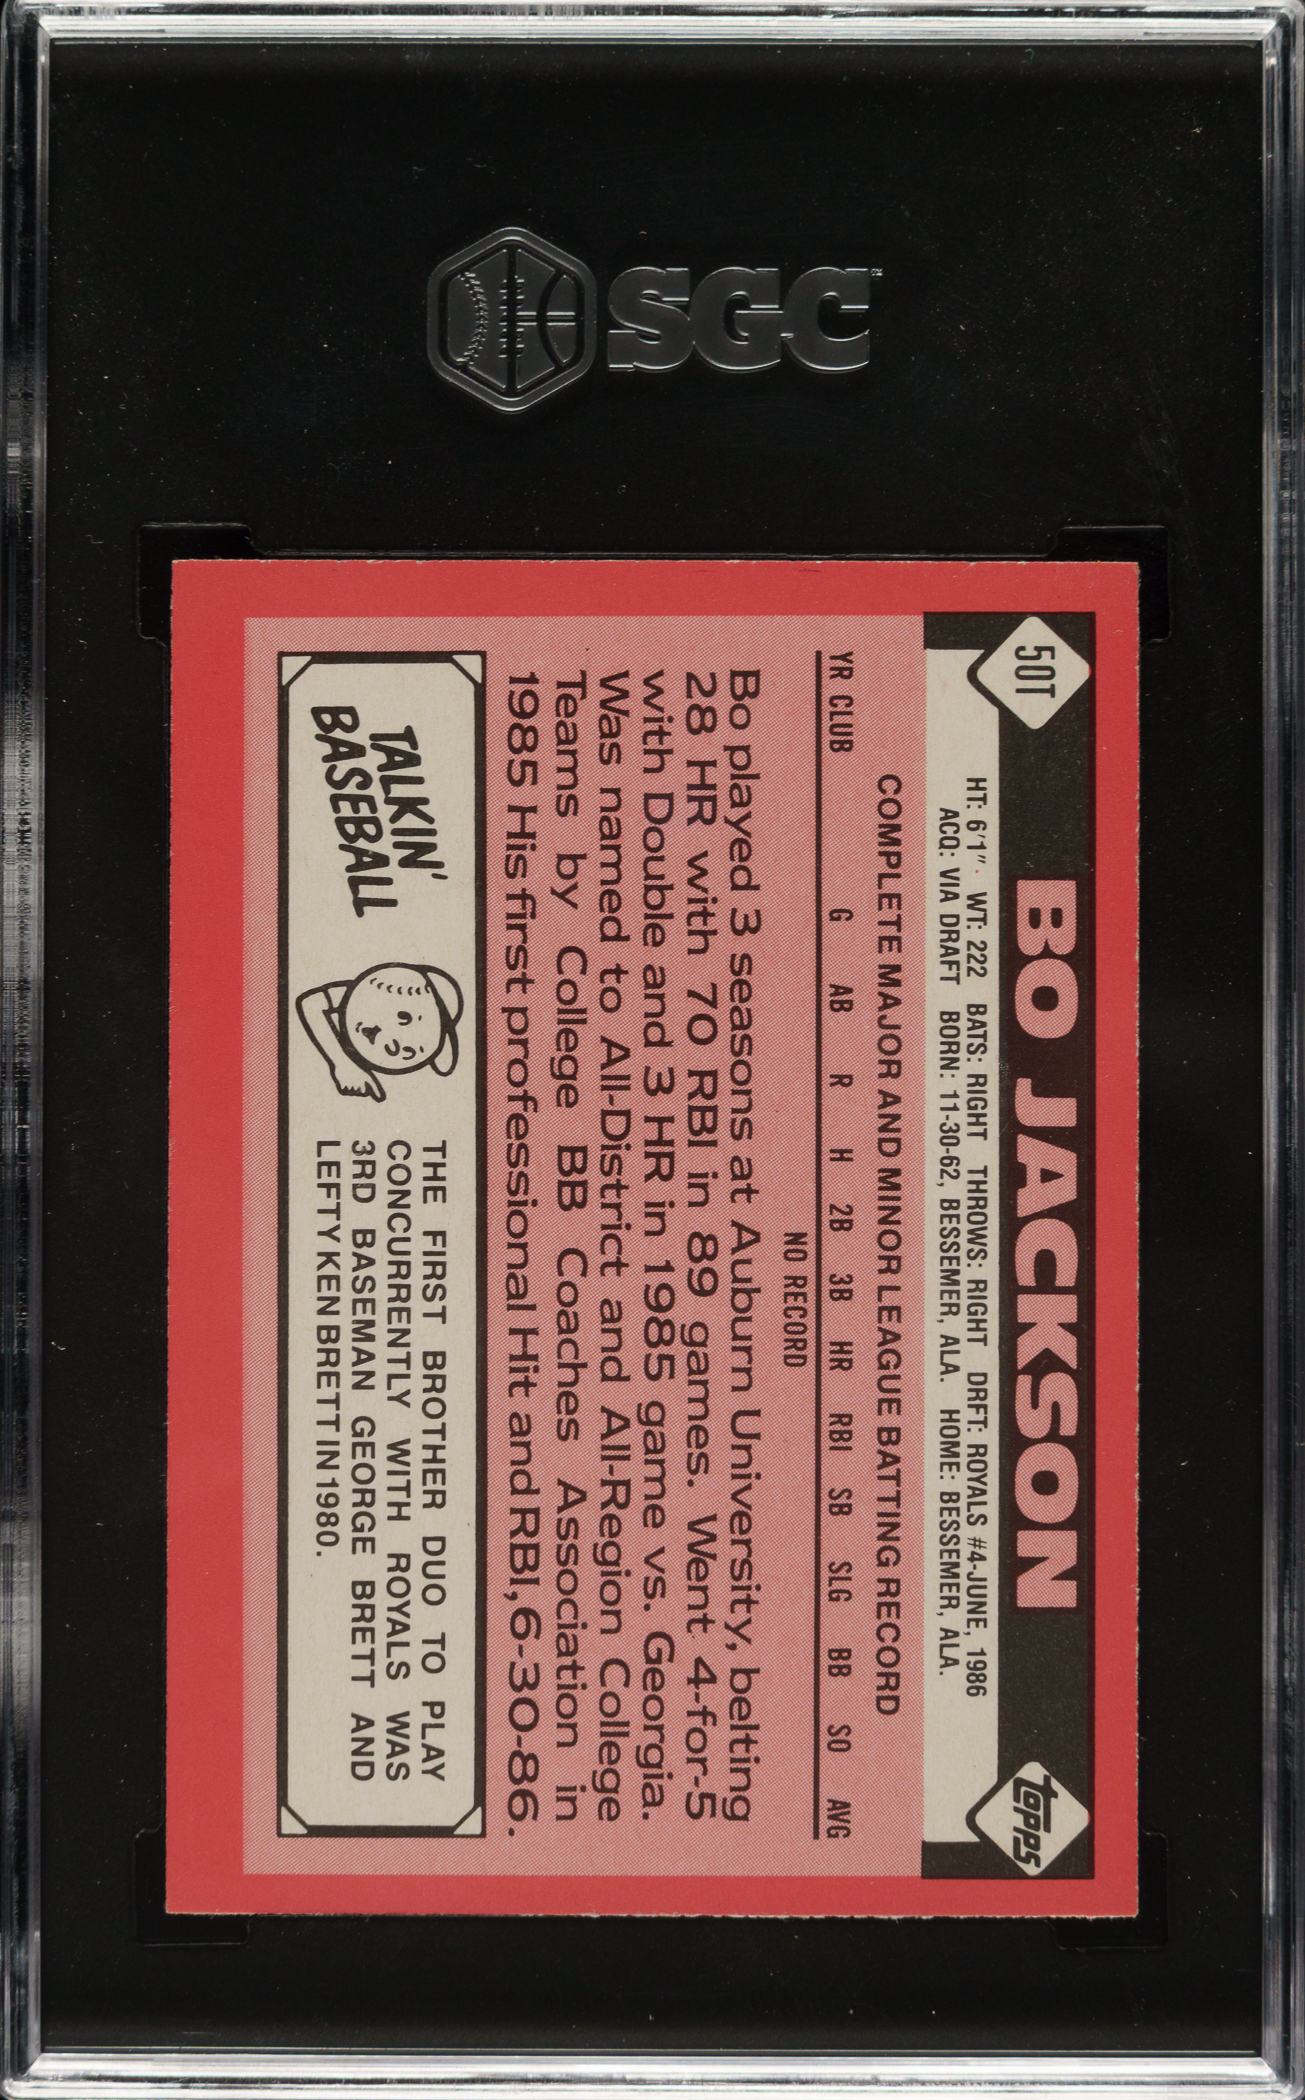 SGC
50T
BO JACKSON
topps
HT: 6'1" WT: 222 BATS: RIGHT THROWS: RIGHT DRFT: ROYALS #4-JUNE, 1986
ACQ: VIA DRAFT BORN: 11-30-62, BESSEMER, ALA. HOME: BESSEMER, ALA.
COMPLETE MAJOR AND MINOR LEAGUE BATTING RECORD
YR CLUB G AB R H 2B 3B HR RBI SB SLG BB SO AVG
NO RECORD
Bo played 3 seasons at Auburn University, belting
28 HR with 70 RBI in 89 games. Went 4-for-5
with Double and 3 HR in 1985 game vs. Georgia.
Was named to All-District and All-Region College
Teams by College BB Coaches Association in
1985 His first professional Hit and RBI, 6-30-86.
TALKIN'
BASEBALL
THE FIRST BROTHER DUO TO PLAY
CONCURRENTLY WITH ROYALS WAS
3RD BASEMAN GEORGE BRETT AND
LEFTY KEN BRETT IN 1980.